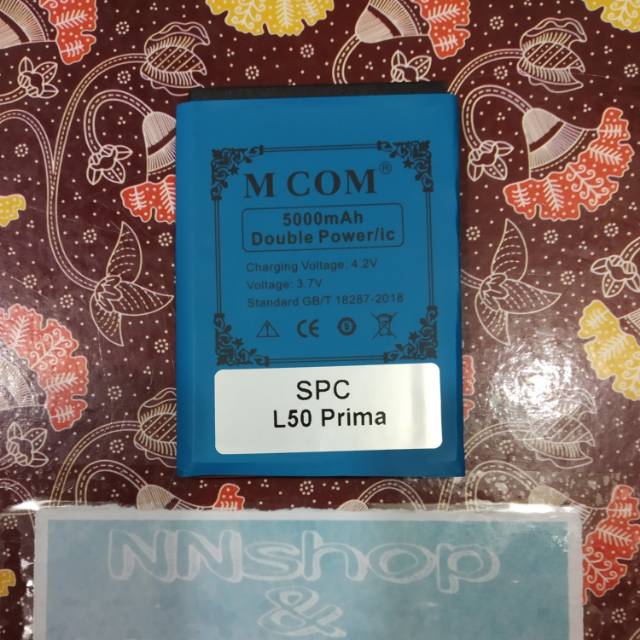 M COM®
5000mAh
Double Power/ic
Charging Voltage: 4.2V
Voltage: 3.7V
Standard GB/T 18287-2018
CE
SPC
L50 Prima
NNshop
&